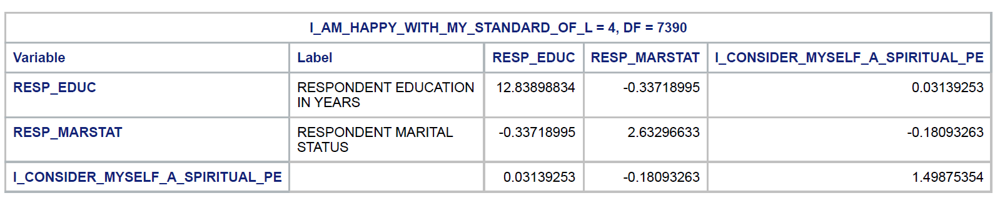 I_AM_HAPPY_WITH_MY_STANDARD_OF_L = 4, DF = 7390
Variable Label RESP_EDUC RESP_MARSTAT I_CONSIDER_MYSELF_A_SPIRITUAL_PE
RESP_EDUC RESPONDENT EDUCATION 12.83898834 -0.33718995 0.03139253
IN YEARS
RESP_MARSTAT RESPONDENT MARITAL -0.33718995 2.63296633 -0.18093263
STATUS
I_CONSIDER_MYSELF_A_SPIRITUAL_PE 0.03139253 -0.18093263 1.49875354